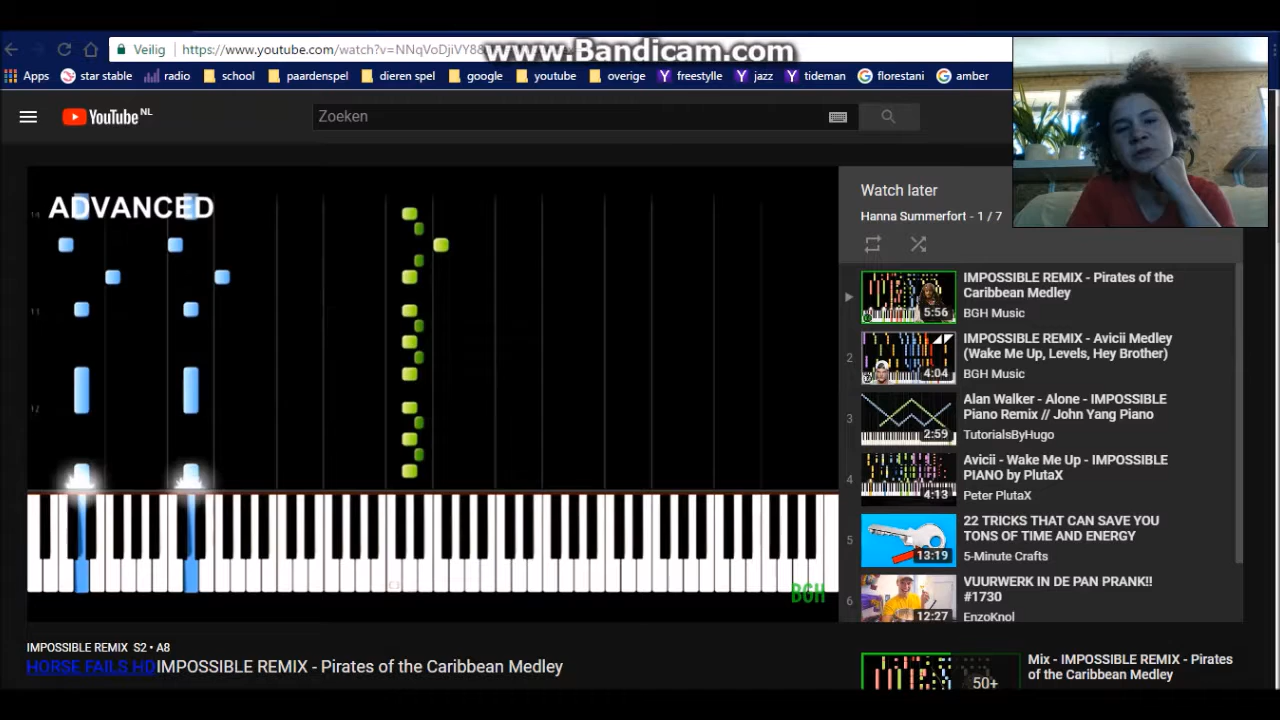 www.Bandicam.com
Veilig https://www.youtube.com/watch?v=NNqVoDjiVY8&
Apps star stable radio school paardenspel dieren spel google youtube overige freestylle jazz tideman florestani amber
YouTube NL
Zoeken
ADVANCED
11
12
BGH
Watch later
Hanna Summerfort - 1 / 7
IMPOSSIBLE REMIX - Pirates of the
Caribbean Medley
BGH Music
5:56
2
IMPOSSIBLE REMIX - Avicii Medley
(Wake Me Up, Levels, Hey Brother)
BGH Music
4:04
3
Alan Walker - Alone - IMPOSSIBLE
Piano Remix // John Yang Piano
TutorialsByHugo
2:59
4
Avicii - Wake Me Up - IMPOSSIBLE
PIANO by PlutaX
Peter PlutaX
4:13
5
22 TRICKS THAT CAN SAVE YOU
TONS OF TIME AND ENERGY
5-Minute Crafts
13:19
6
VUURWERK IN DE PAN PRANK!!
#1730
EnzoKnol
12:27
IMPOSSIBLE REMIX S2 • A8
HORSE FAILS HDIMPOSSIBLE REMIX - Pirates of the Caribbean Medley
Mix - IMPOSSIBLE REMIX - Pirates
of the Caribbean Medley
50+